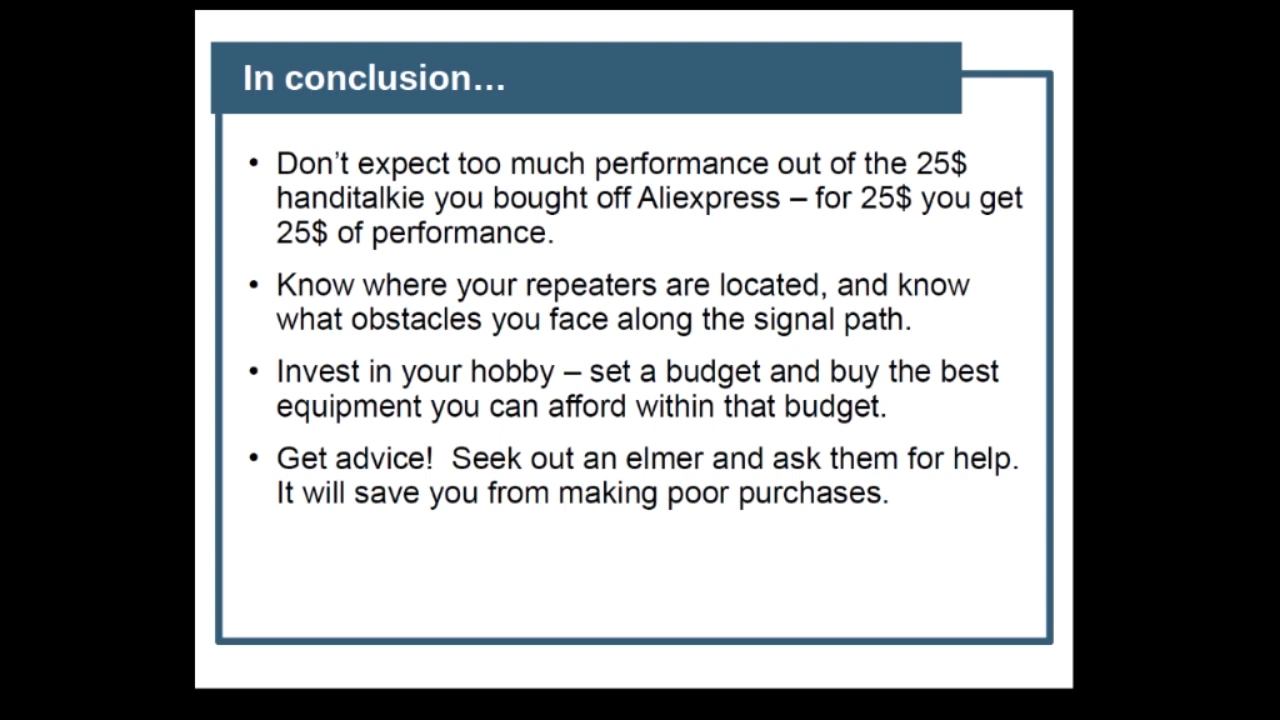 In conclusion…
• Don’t expect too much performance out of the 25$
handitalkie you bought off Aliexpress – for 25$ you get
25$ of performance.
• Know where your repeaters are located, and know
what obstacles you face along the signal path.
• Invest in your hobby – set a budget and buy the best
equipment you can afford within that budget.
• Get advice!  Seek out an elmer and ask them for help.
It will save you from making poor purchases.